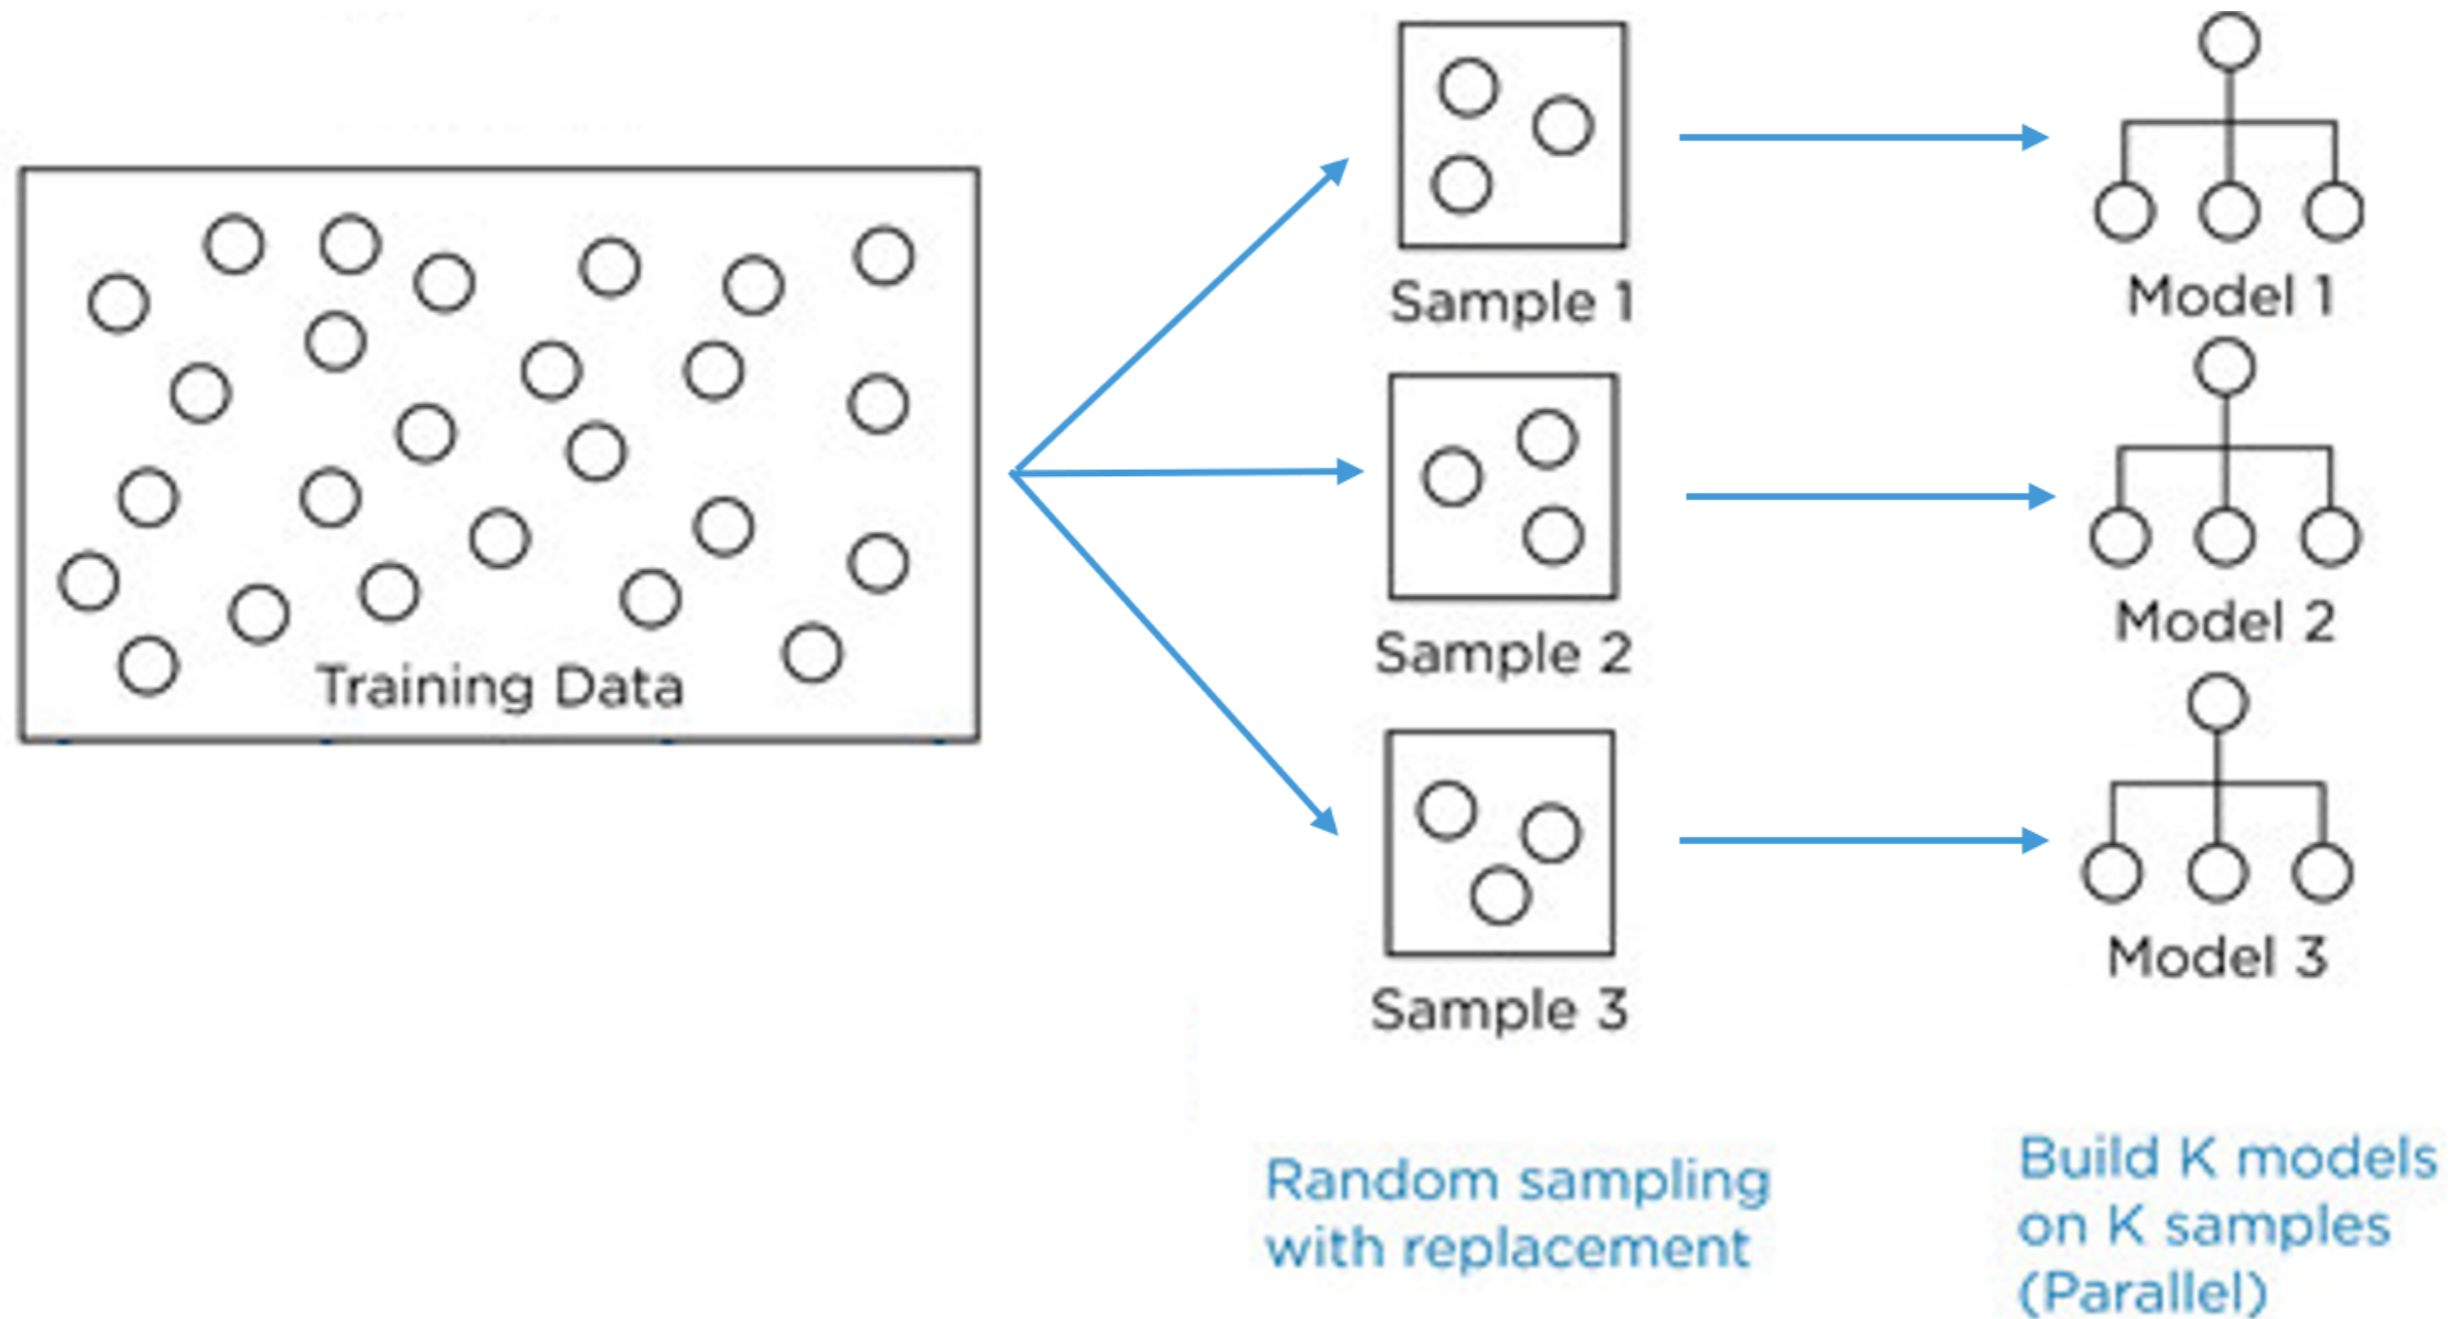 Training Data
Sample 1
Model 1
Sample 2
Model 2
Sample 3
Model 3
Random sampling
with replacement
Build K models
on K samples
(Parallel)